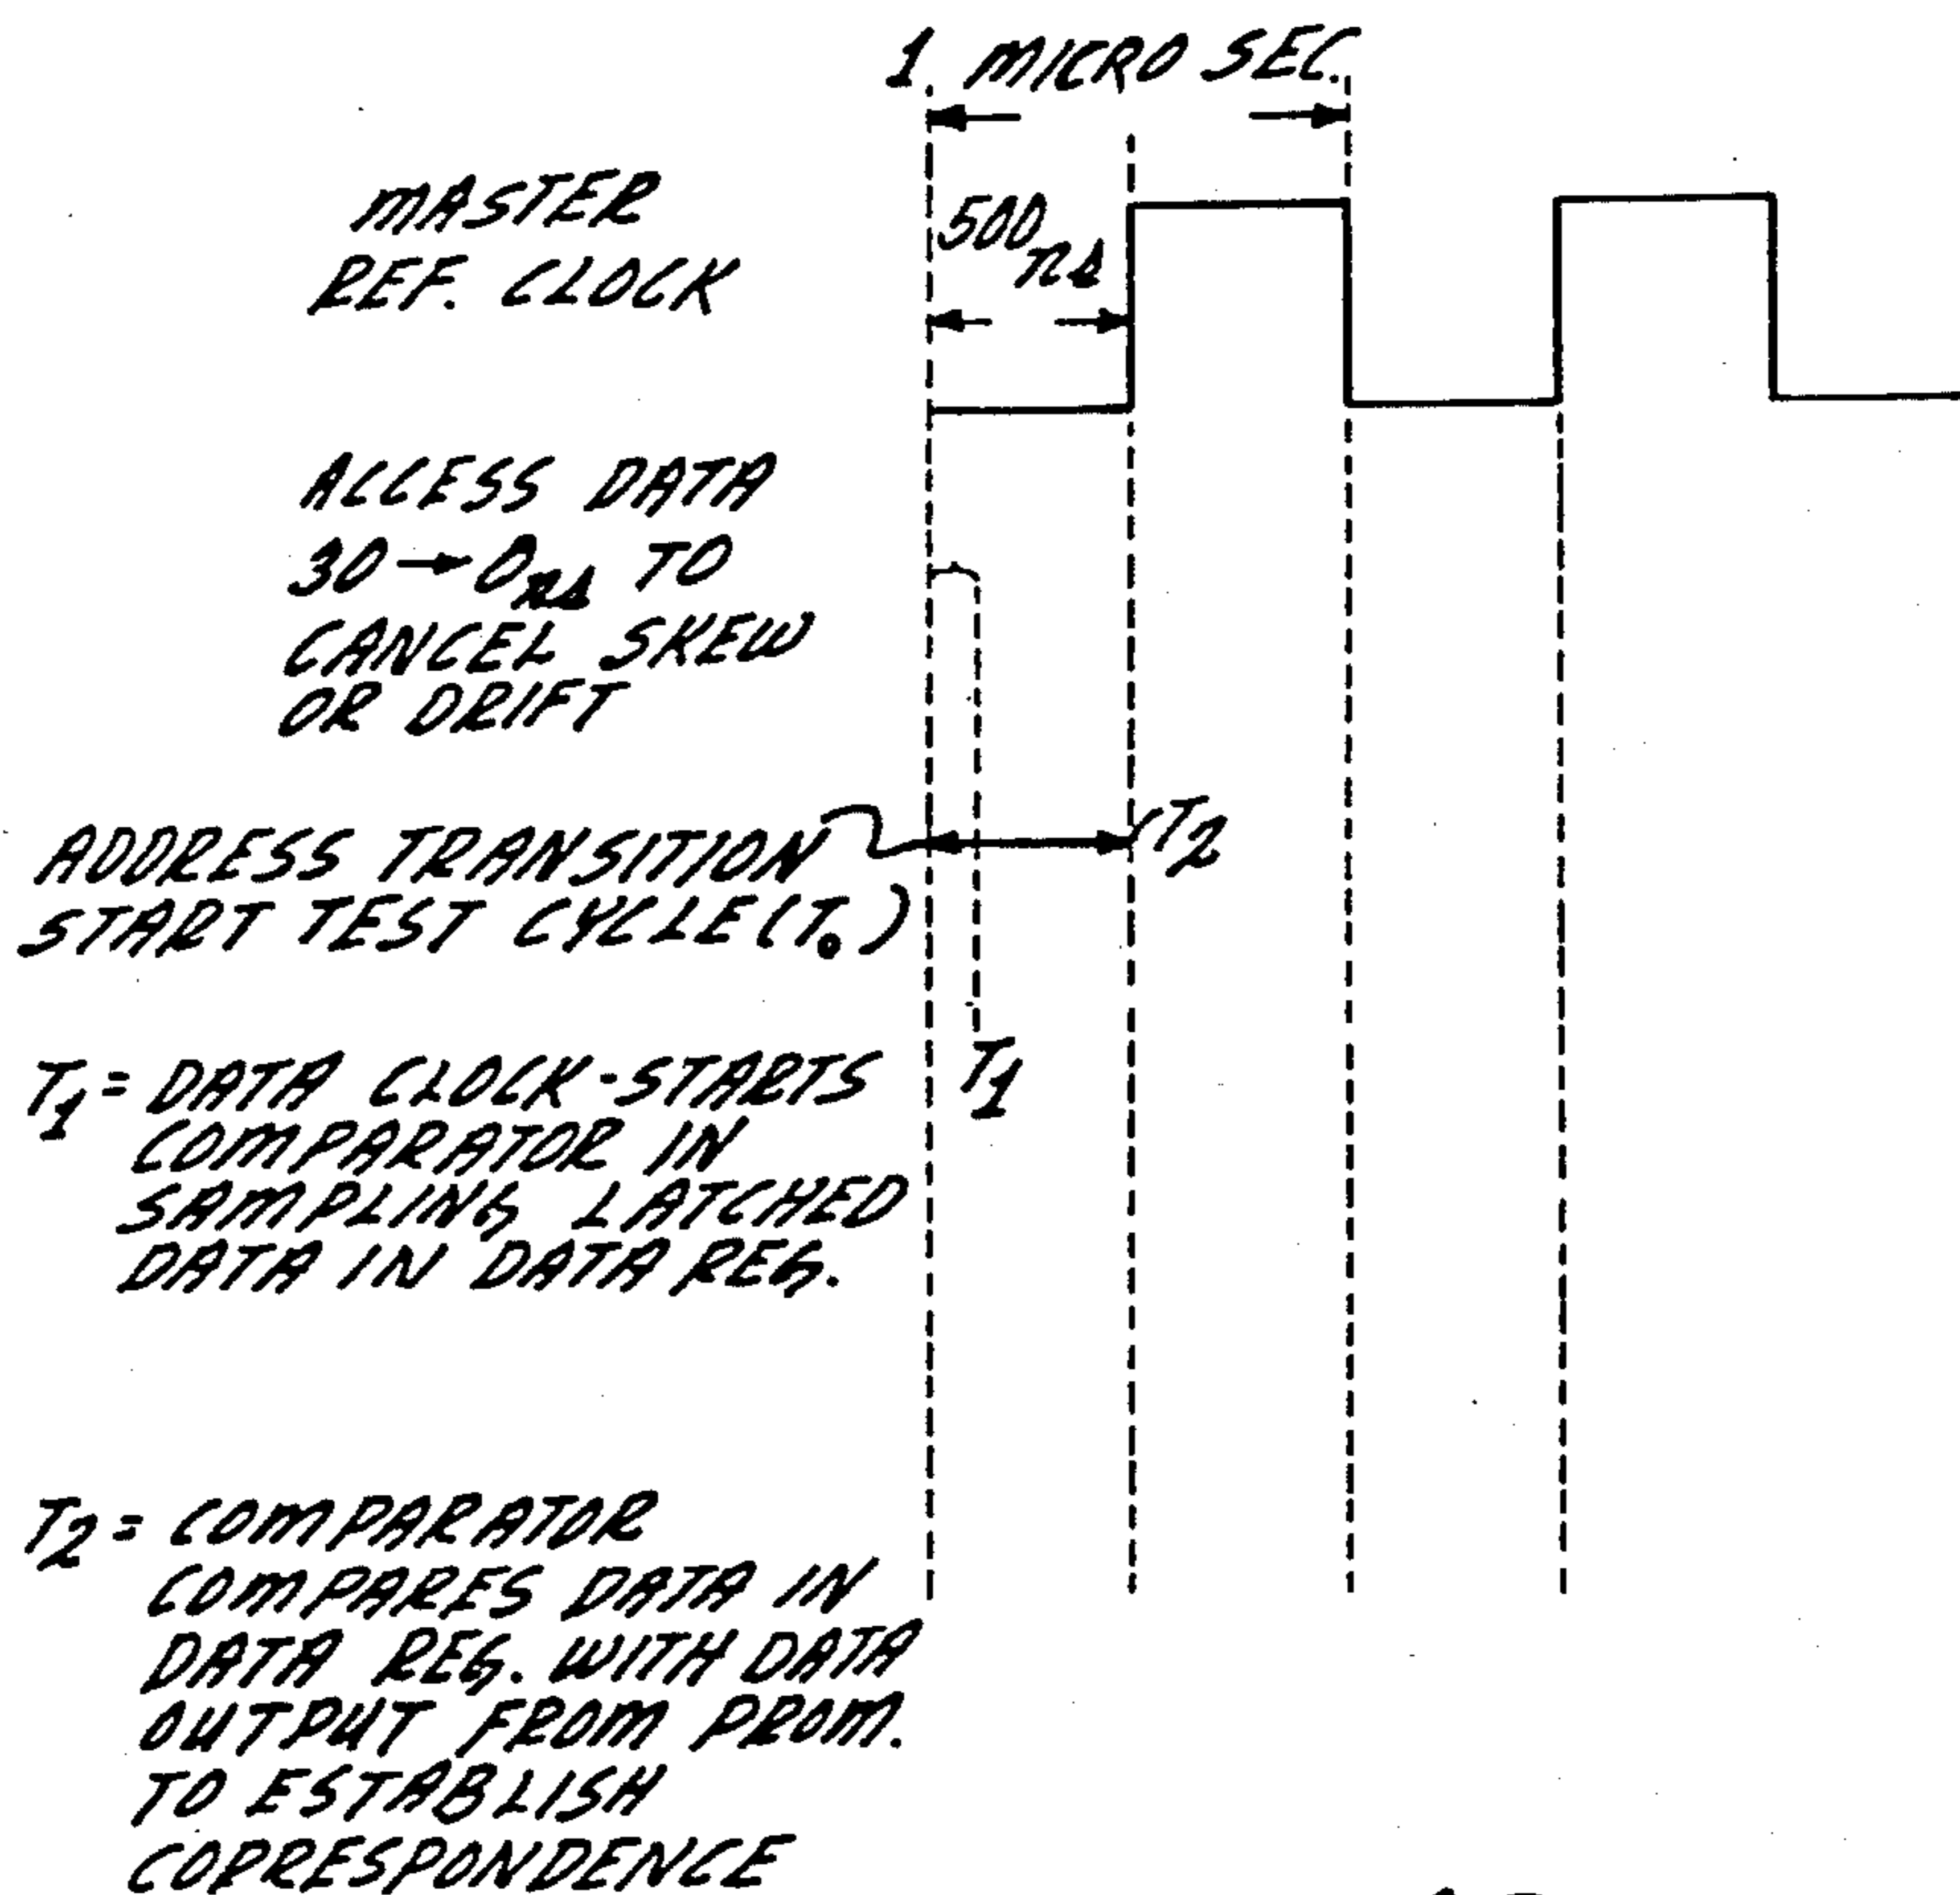 1. MICRO SEC.
MASTER
REF. CLOCK
500
ns
ACCESS DATA
30→0ns TO
CANCEL SKEW
OR DRIFT
ADDRESS TRANSITION
START TEST CYCLE (T₀)
T2
T1
T1 = DATA CLOCK-STARTS
COMPARATOR IN
SAMPLING LATCHED
DATA IN DATA REG.
T2 = COMPARATOR
COMPARES DATA IN
DATA REG. WITH DATA
OUTPUT FROM PROM.
TO ESTABLISH
CORRESPONDENCE